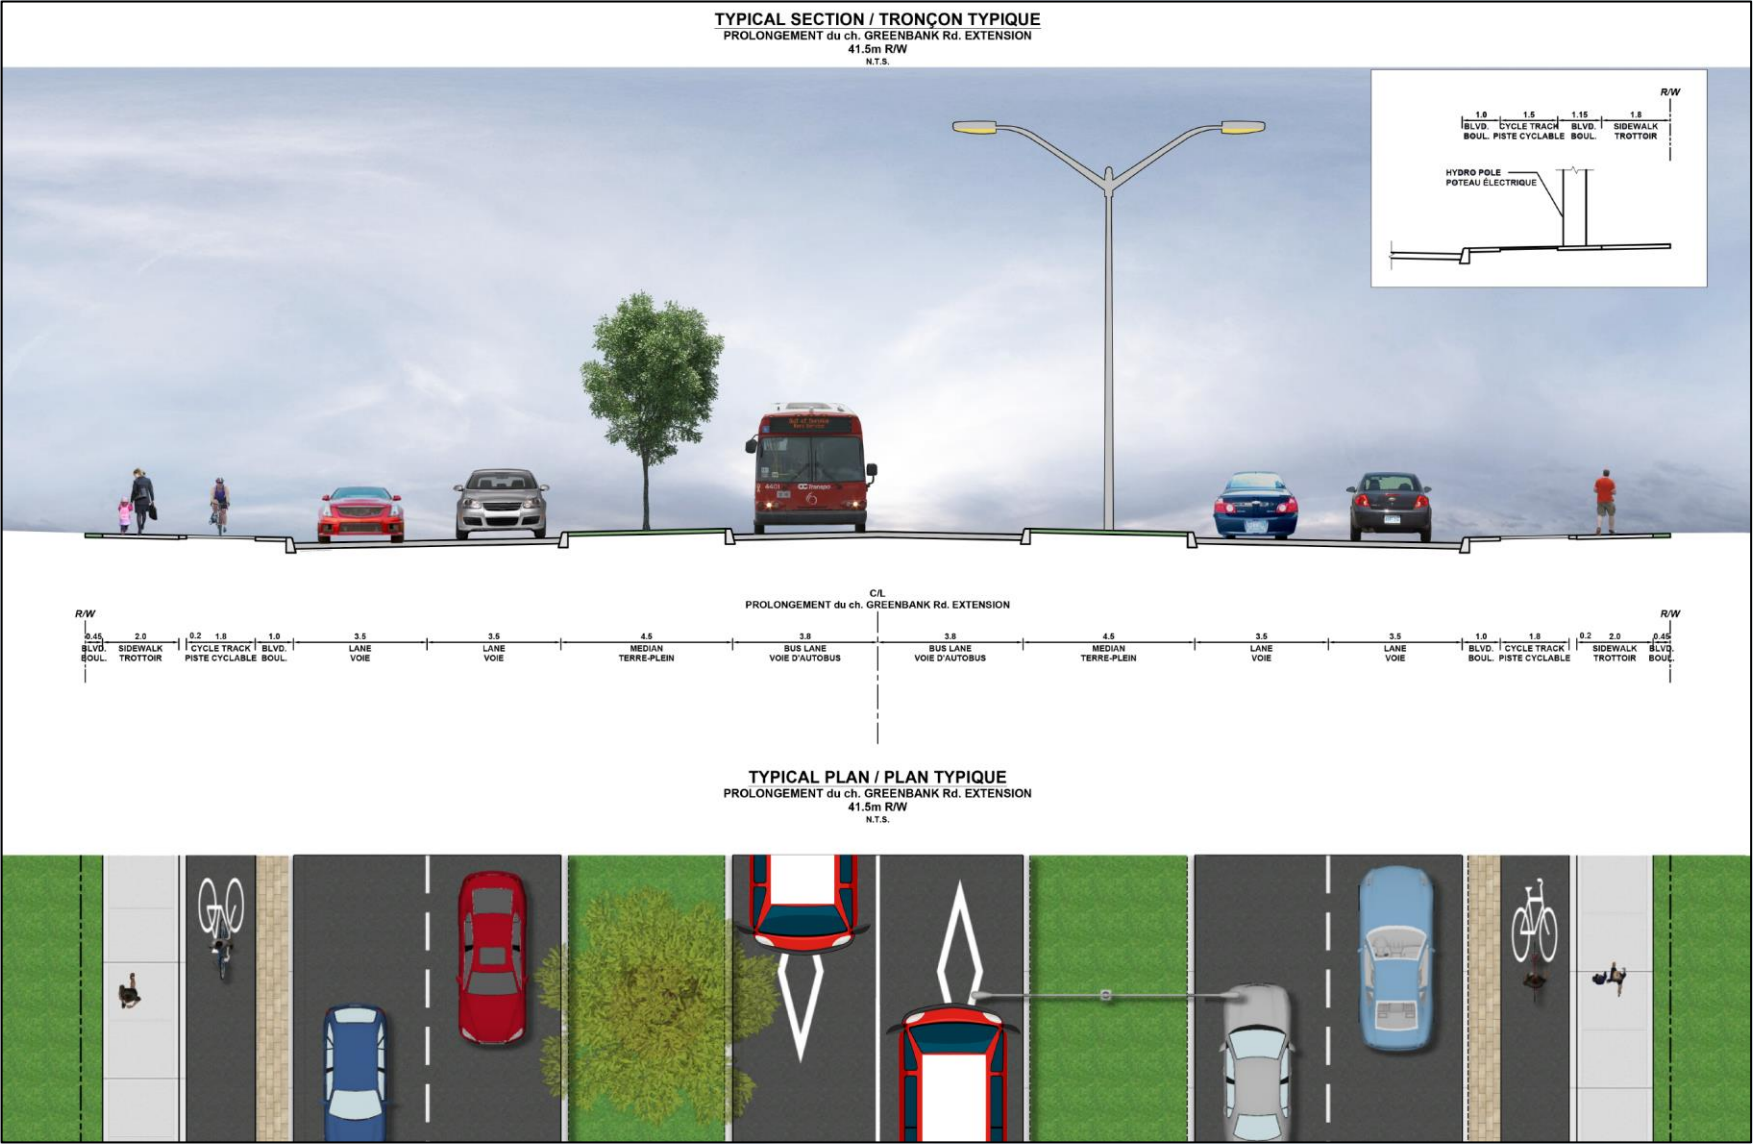 TYPICAL SECTION / TRONÇON TYPIQUE
PROLONGEMENT du ch. GREENBANK Rd. EXTENSION
41.5m R/W
N.T.S.
R/W
1.0 1.5 1.15 1.8
BLVD. CYCLE TRACK BLVD. SIDEWALK
BOUL. PISTE CYCLABLE BOUL. TROTTOIR
HYDRO POLE
POTEAU ÉLECTRIQUE
4401 OC Transpo
6
C/L
PROLONGEMENT du ch. GREENBANK Rd. EXTENSION
R/W R/W
0.45 2.0 0.2 1.8 1.0 3.5 3.5 4.5 3.8 3.8 4.5 3.5 3.5 1.0 1.8 0.2 2.0 0.45
BLVD. SIDEWALK CYCLE TRACK BLVD. LANE LANE MEDIAN BUS LANE BUS LANE MEDIAN LANE LANE BLVD. CYCLE TRACK SIDEWALK BLVD.
BOUL. TROTTOIR PISTE CYCLABLE BOUL. VOIE VOIE TERRE-PLEIN VOIE D'AUTOBUS VOIE D'AUTOBUS TERRE-PLEIN VOIE VOIE BOUL. PISTE CYCLABLE TROTTOIR BOUL.
TYPICAL PLAN / PLAN TYPIQUE
PROLONGEMENT du ch. GREENBANK Rd. EXTENSION
41.5m R/W
N.T.S.